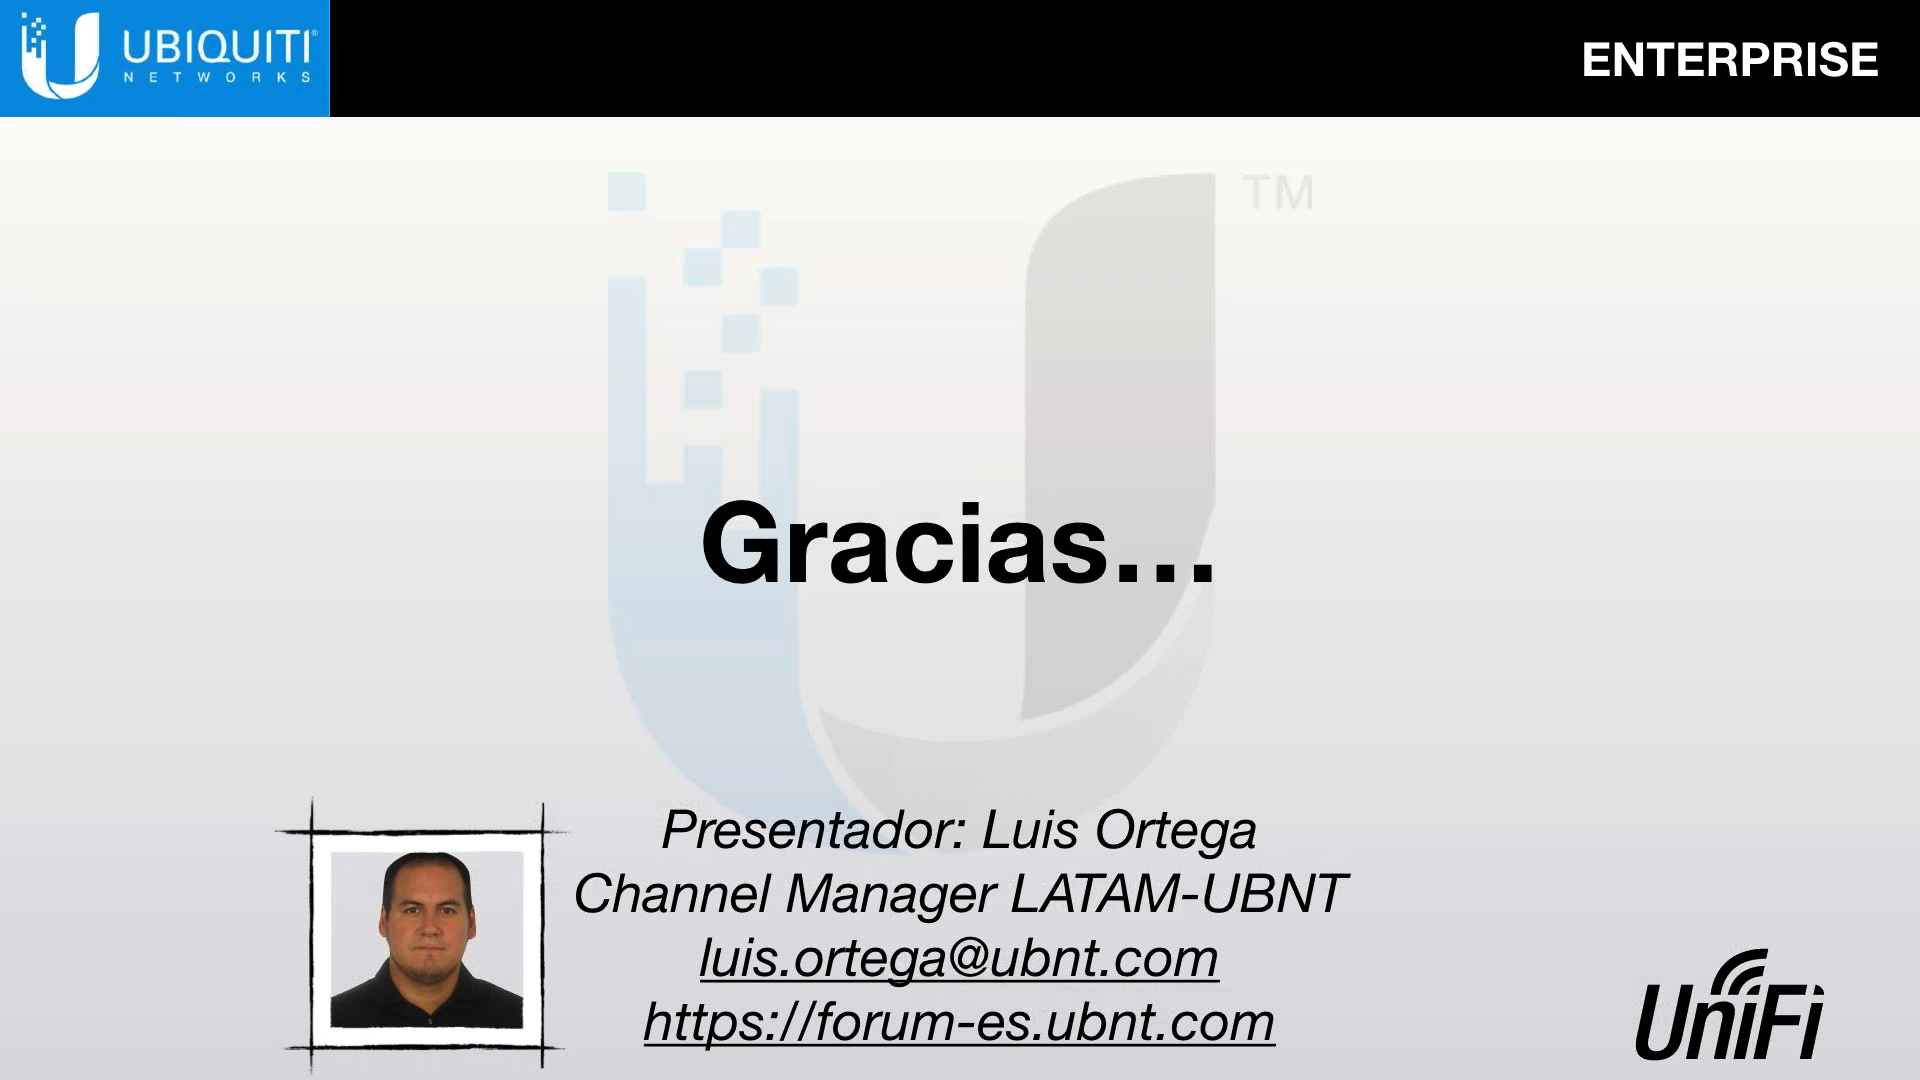 UBIQUITI®
NETWORKS
ENTERPRISE
TM
Gracias...
Presentador: Luis Ortega
Channel Manager LATAM-UBNT
luis.ortega@ubnt.com
https://forum-es.ubnt.com
UniFi